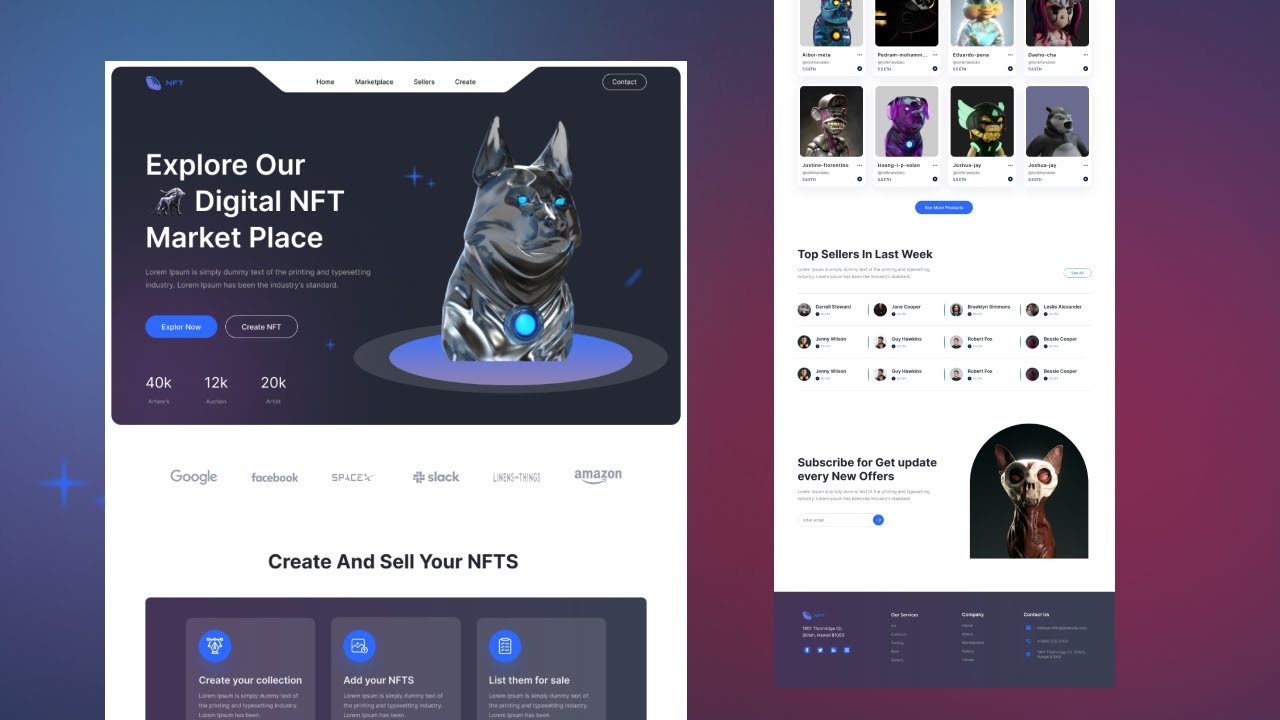 NFT
Home
Marketplace
Sellers
Create
Contact
Explore Our
Digital NFT
Market Place
Lorem Ipsum is simply dummy text of the printing and typesetting
industry. Lorem Ipsum has been the industry's standard.
Explor Now
Create NFT
40k
12k
20k
Artwork
Auction
Artist
Google
facebook
SPACEX
slack
LINENS THINGS
amazon
Create And Sell Your NFTS
Create your collection
Lorem Ipsum is simply dummy text of
the printing and typesetting industry.
Lorem Ipsum has been.
Add your NFTS
Lorem Ipsum is simply dummy text of
the printing and typesetting industry.
Lorem Ipsum has been.
List them for sale
Lorem Ipsum is simply dummy text of
the printing and typesetting industry.
Lorem Ipsum has been.
Aiboi-meta
Pedram-mohamm...
Eduardo-pena
Daeho-cha
Justine-florentino
Hoang-l-p-solan
Joshua-jay
Joshua-jay
See More Products
Top Sellers In Last Week
Lorem Ipsum is simply dummy text of the printing and typesetting
industry. Lorem Ipsum has been the industry's standard.
See All
Darrell Steward
Jane Cooper
Brooklyn Simmons
Leslie Alexander
Jenny Wilson
Guy Hawkins
Robert Fox
Bessie Cooper
Jenny Wilson
Guy Hawkins
Robert Fox
Bessie Cooper
Subscribe for Get update
every New Offers
Lorem Ipsum is simply dummy text of the printing and typesetting
industry. Lorem Ipsum has been the industry's standard.
Enter email
NFT
1901 Thornridge Cir.
Shiloh, Hawaii 81063
Our Services
Company
Home
Contact Us